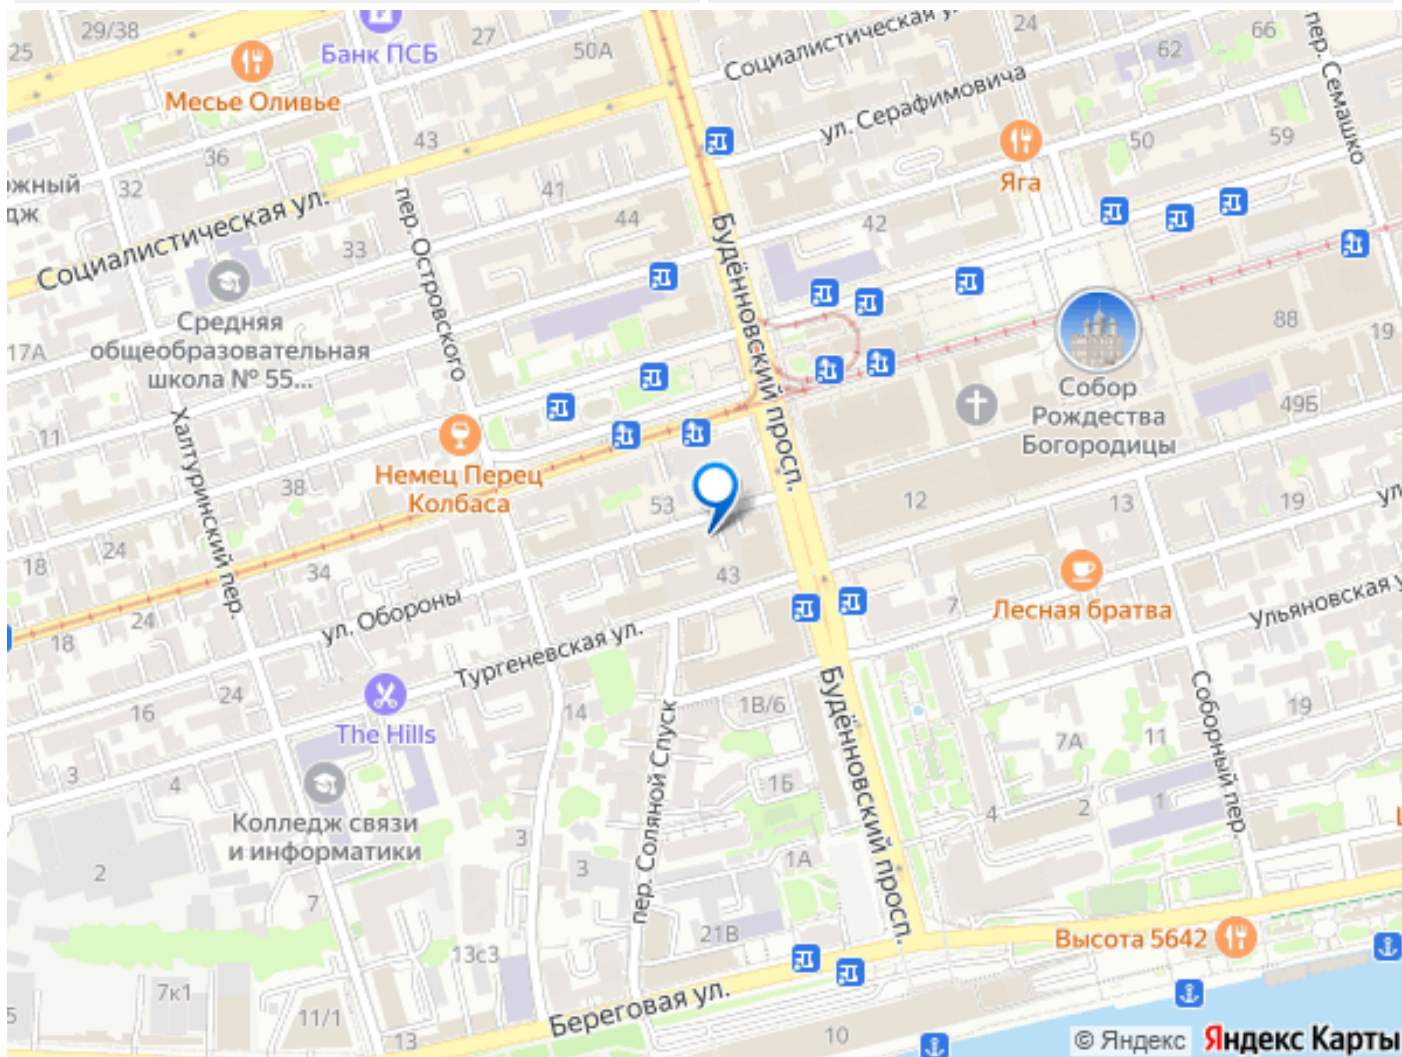 29/38
25
Банк ПСБ
27
50А
24
62
66
Социалистическая у
пер. Семашко
Месье Оливье
ул. Серафимовича
36
43
50
59
Яга
жный
дж
32
41
44
42
пер. Островского
Социалистическая ул.
33
Будённовский просп.
88
19
17А
Средняя
общеобразовательная
школа № 55...
Собор
Рождества
Богородицы
49Б
11
Халтуринский пер.
38
Немец Перец
Колбаса
53
12
13
19
ул
18
24
34
43
ул. Обороны
7
Лесная братва
Ульяновская у
18
24
Тургеневская ул.
24
16
14
1В/6
The Hills
пер. Соляной Спуск
Будённовский просп.
Соборный пер.
19
7А
11
3
4
1Б
4
2
1
Колледж связи
и информатики
3
3
1А
2
7
21В
13с3
Высота 5642
7к1
5
11/1
13
Береговая ул.
10
© Яндекс Яндекс Карты